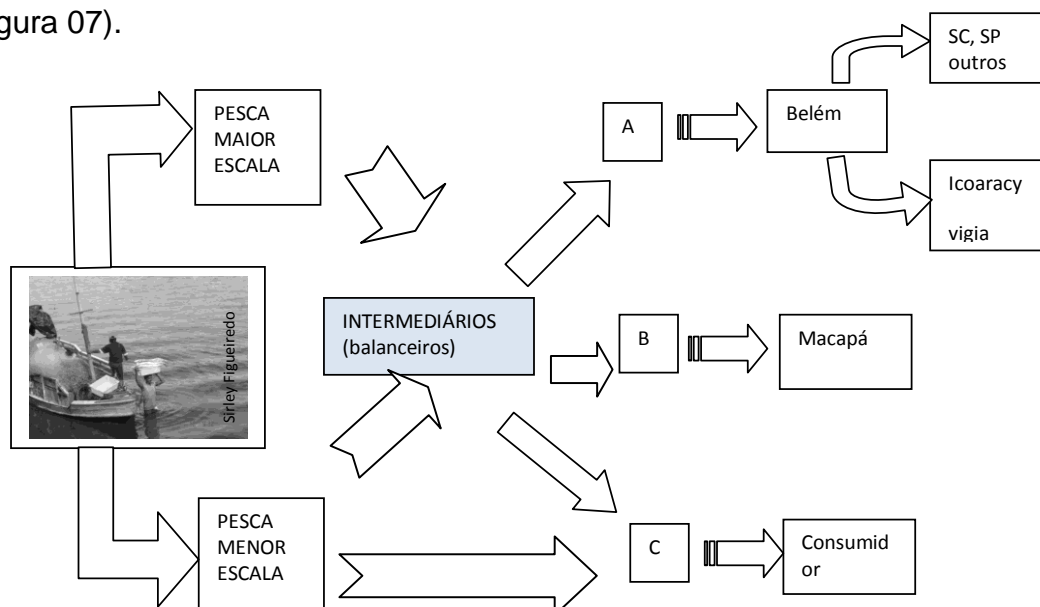 gura 07).
SC, SP
outros
PESCA
MAIOR
ESCALA
A
Belém
Icoaracy
vigia
Sirley Figueiredo
INTERMEDIÁRIOS
(balanceiros)
B
Macapá
PESCA
MENOR
ESCALA
C
Consumid
or